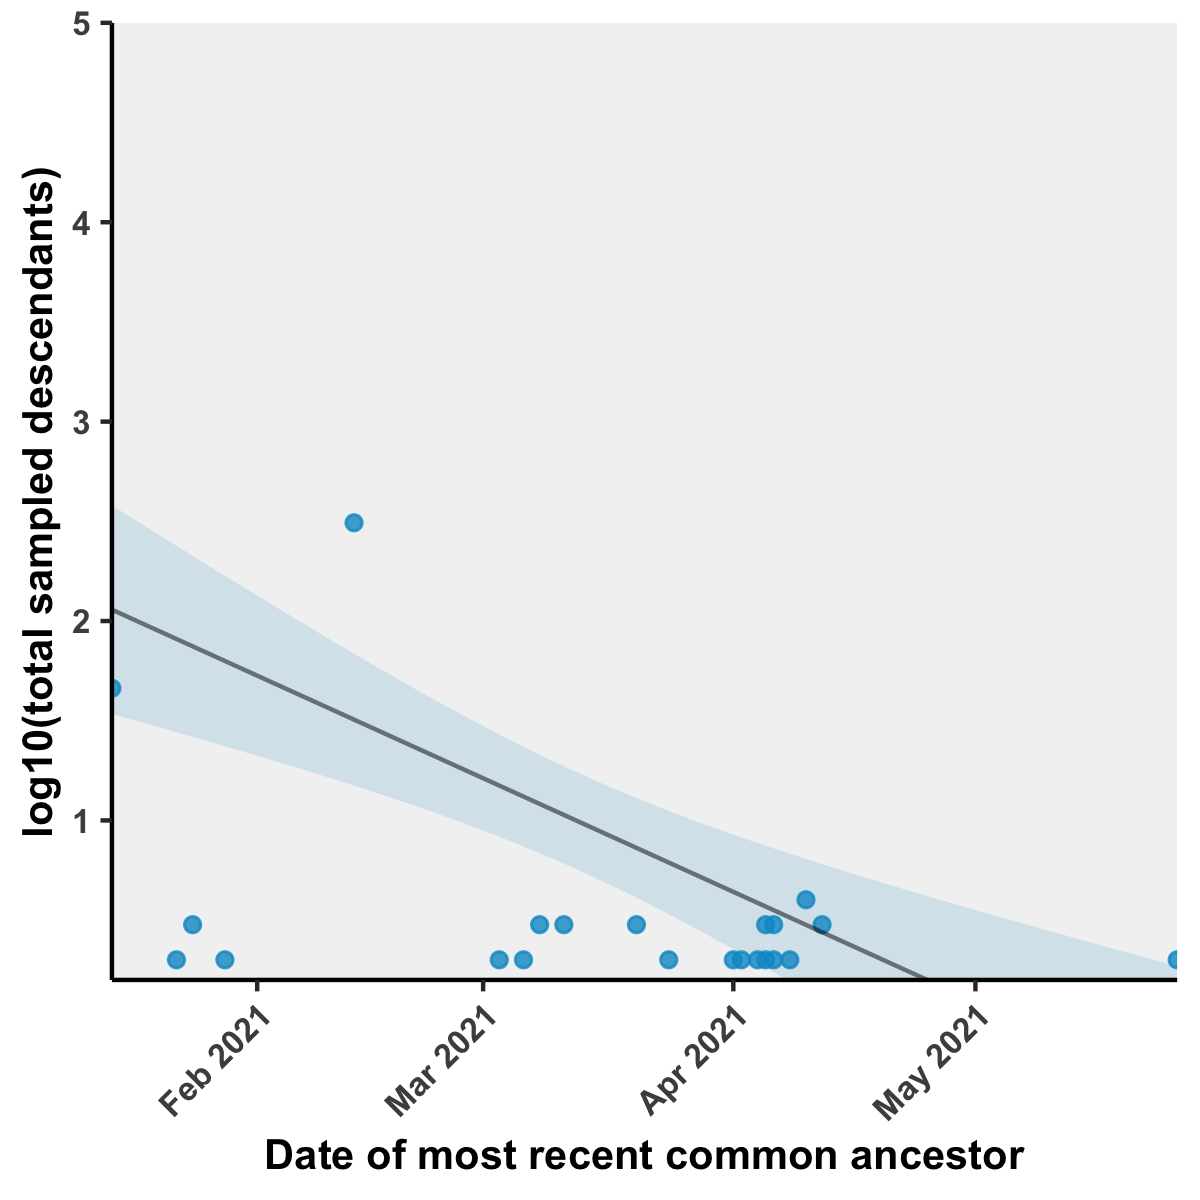 log10(total sampled descendants)
5
4
3
2
1
Feb 2021
Mar 2021
Apr 2021
May 2021
Date of most recent common ancestor